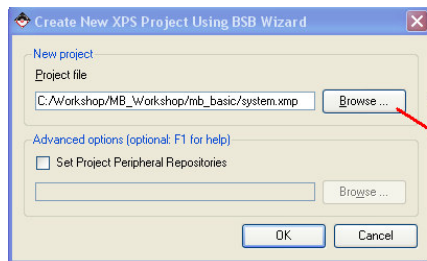 Create New XPS Project Using BSB Wizard
New project
Project file
C:/Workshop/MB_Workshop/mb_basic/system.xmp
Browse ...
Advanced options (optional: F1 for help)
Set Project Peripheral Repositories
Browse ...
OK
Cancel